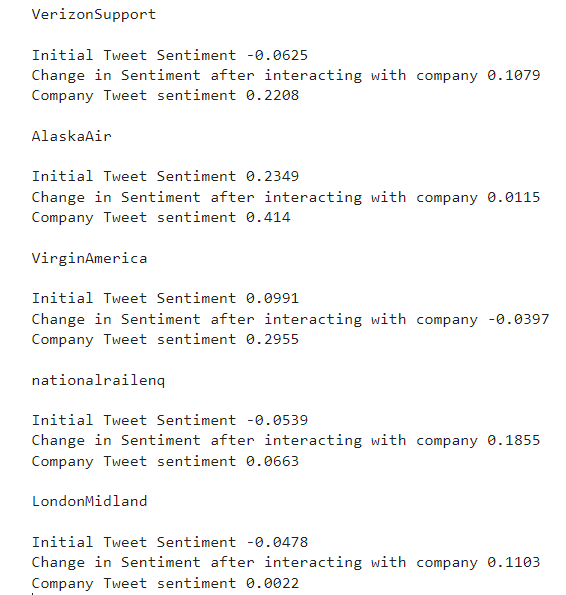 VerizonSupport
Initial Tweet Sentiment -0.0625
Change in Sentiment after interacting with company 0.1079
Company Tweet sentiment 0.2208
AlaskaAir
Initial Tweet Sentiment 0.2349
Change in Sentiment after interacting with company 0.0115
Company Tweet sentiment 0.414
VirginAmerica
Initial Tweet Sentiment 0.0991
Change in Sentiment after interacting with company -0.0397
Company Tweet sentiment 0.2955
nationalrailenq
Initial Tweet Sentiment -0.0539
Change in Sentiment after interacting with company 0.1855
Company Tweet sentiment 0.0663
LondonMidland
Initial Tweet Sentiment -0.0478
Change in Sentiment after interacting with company 0.1103
Company Tweet sentiment 0.0022